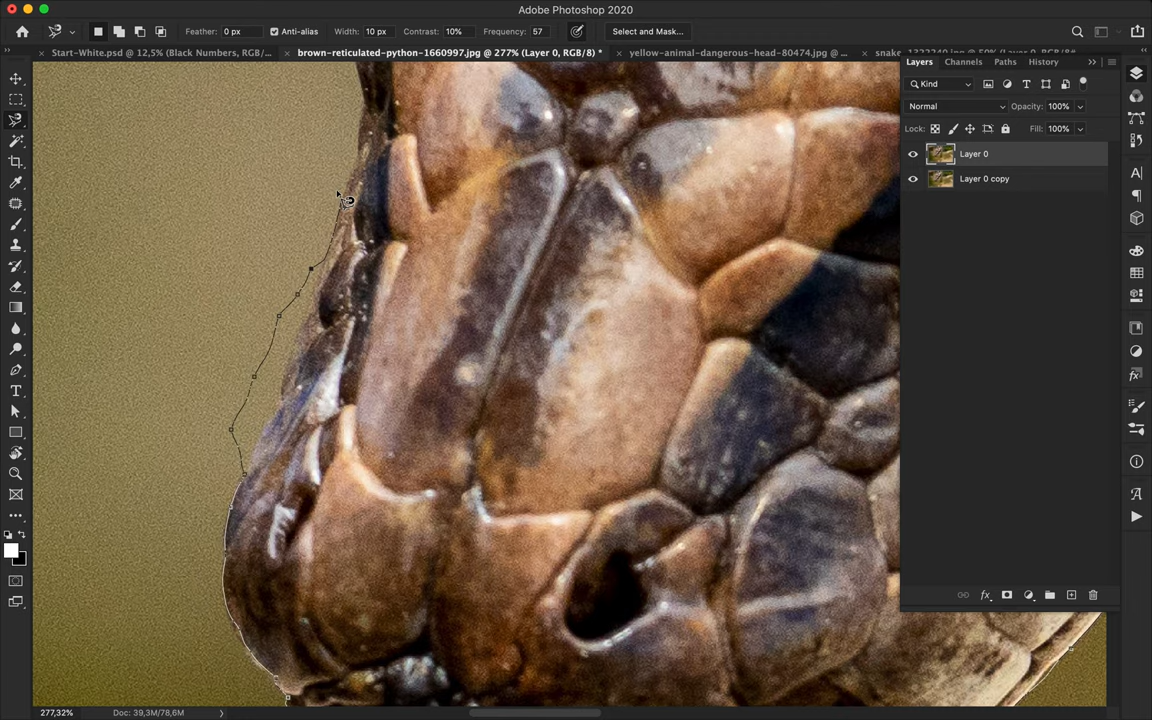 Adobe Photoshop 2020
Feather: 0 px Anti-alias Width: 10 px Contrast: 10% Frequency: 57 Select and Mask...
Start-White.psd @ 12,5% (Black Numbers, RGB/... brown-reticulated-python-1660997.jpg @ 277% (Layer 0, RGB/8) * yellow-animal-dangerous-head-80474.jpg @ ...
Layers Channels Paths History
Kind
Normal Opacity: 100%
Lock: Fill: 100%
Layer 0
Layer 0 copy
fx
277,32% Doc: 39,3M/78,6M